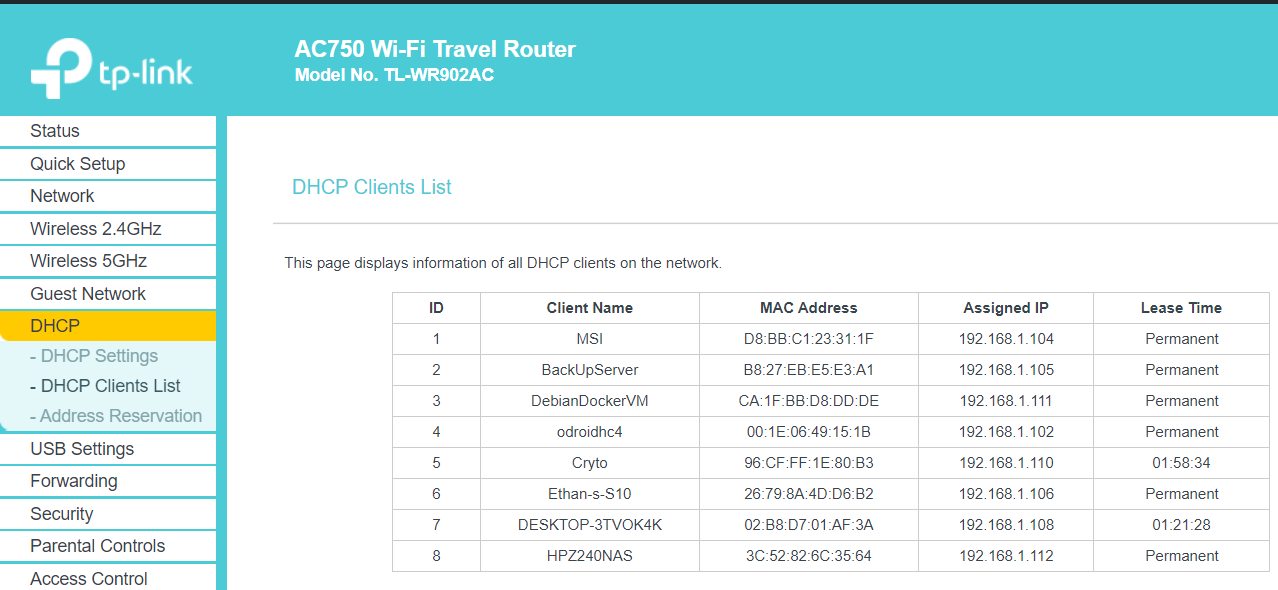 tp-link
AC750 Wi-Fi Travel Router
Model No. TL-WR902AC
Status
Quick Setup
Network
Wireless 2.4GHz
Wireless 5GHz
Guest Network
DHCP
- DHCP Settings
- DHCP Clients List
- Address Reservation
USB Settings
Forwarding
Security
Parental Controls
Access Control
DHCP Clients List
This page displays information of all DHCP clients on the network.
ID Client Name MAC Address Assigned IP Lease Time
1 MSI D8:BB:C1:23:31:1F 192.168.1.104 Permanent
2 BackUpServer B8:27:EB:E5:E3:A1 192.168.1.105 Permanent
3 DebianDockerVM CA:1F:BB:D8:DD:DE 192.168.1.111 Permanent
4 odroidhc4 00:1E:06:49:15:1B 192.168.1.102 Permanent
5 Cryto 96:CF:FF:1E:80:B3 192.168.1.110 01:58:34
6 Ethan-s-S10 26:79:8A:4D:D6:B2 192.168.1.106 Permanent
7 DESKTOP-3TVOK4K 02:B8:D7:01:AF:3A 192.168.1.108 01:21:28
8 HPZ240NAS 3C:52:82:6C:35:64 192.168.1.112 Permanent